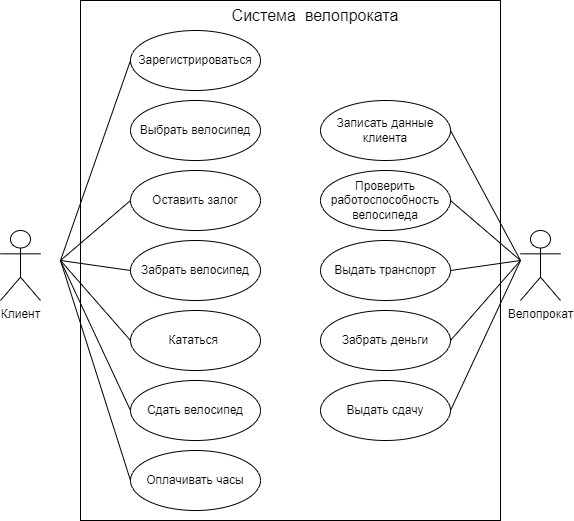 Система велопроката
Зарегистрироваться
Выбрать велосипед
Оставить залог
Забрать велосипед
Кататься
Сдать велосипед
Оплачивать часы
Записать данные
клиента
Проверить
работоспособность
велосипеда
Выдать транспорт
Забрать деньги
Выдать сдачу
Клиент
Велопрокат